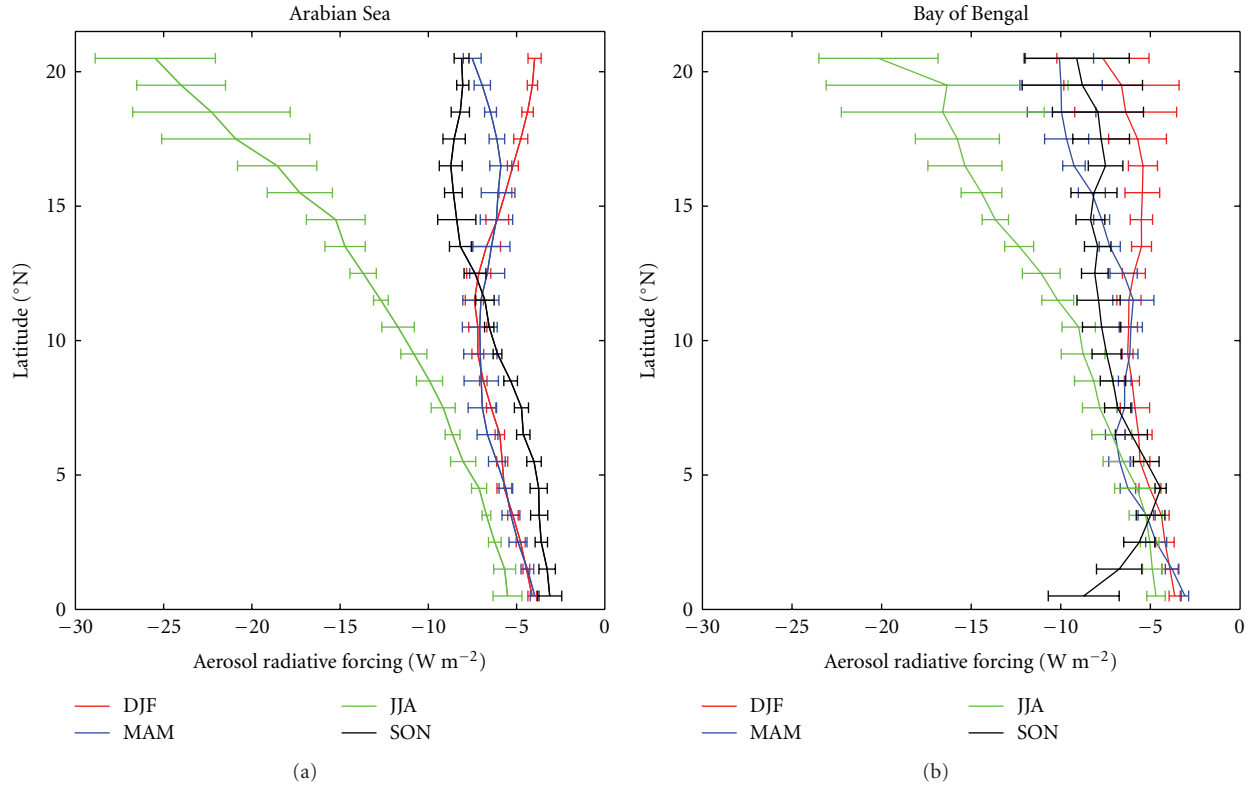 Arabian Sea
20
15
10
5
0
Latitude (°N)
−30 −25 −20 −15 −10 −5 0
Aerosol radiative forcing (W m−2)
DJF JJA
MAM SON
(a)
Bay of Bengal
20
15
10
5
0
Latitude (°N)
−30 −25 −20 −15 −10 −5 0
Aerosol radiative forcing (W m−2)
DJF JJA
MAM SON
(b)